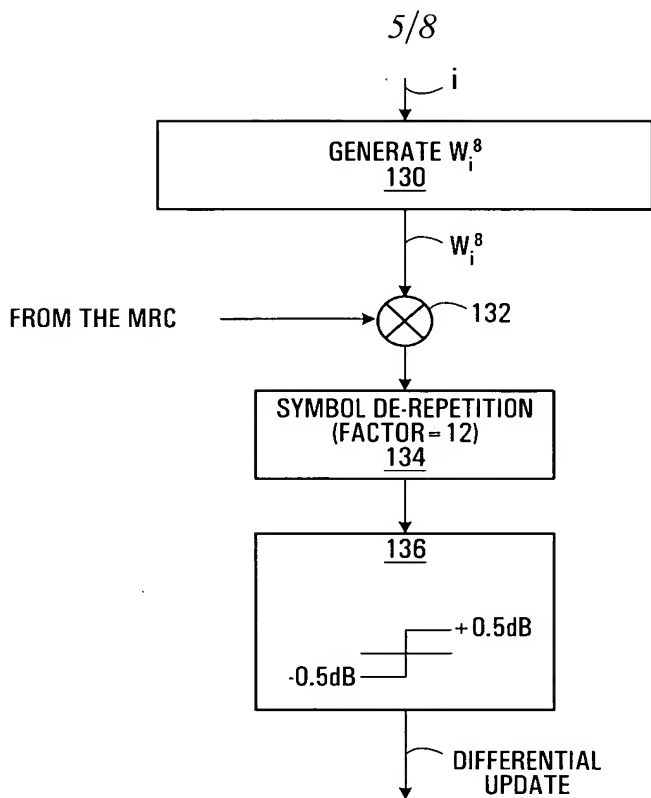 5/8
i
GENERATE W_i^8
130
W_i^8
FROM THE MRC
132
SYMBOL DE-REPETITION
(FACTOR = 12)
134
136
+0.5dB
-0.5dB
DIFFERENTIAL
UPDATE